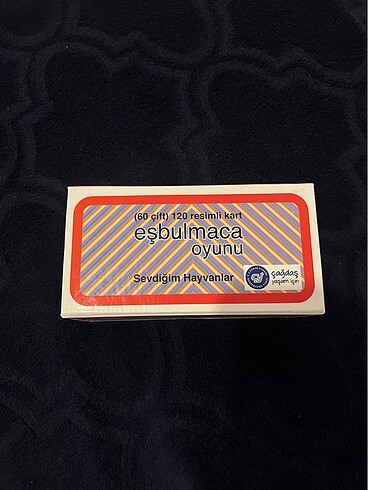 (60 çift) 120 resimli kart
eşbulmaca
oyunu
Sevdiğim Hayvanlar
çağdaş
yaşam için